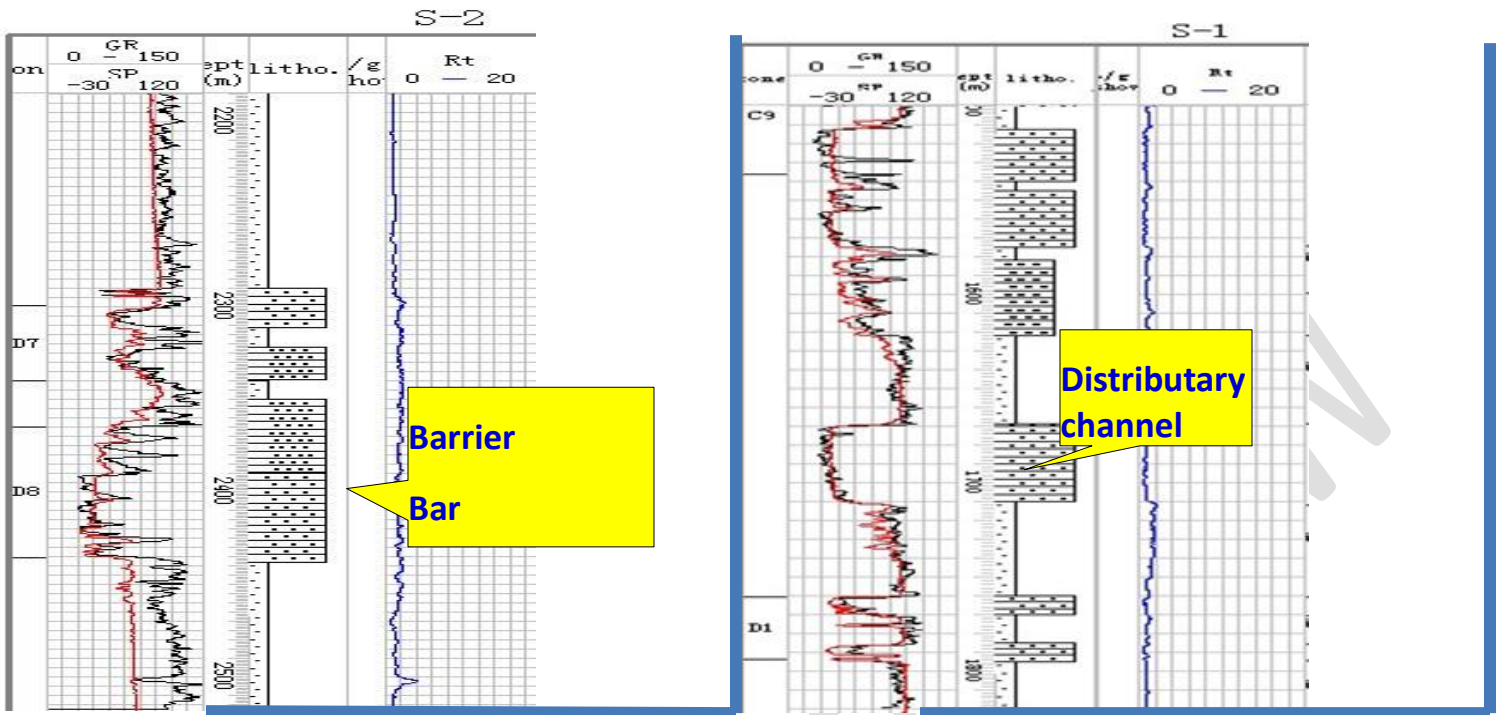 S-2
on
GR
0 - 150
SP
-30 120
ept
(m)
litho.
/g
ho
Rt
0 — 20
2200
2300
D7
2400
D8
2500
Barrier
Bar
S-1
one
GR
0 - 150
SP
-30 120
ept
(m)
litho.
/g
show
Rt
0 — 20
C9
1600
1700
D1
1800
Distributary
channel